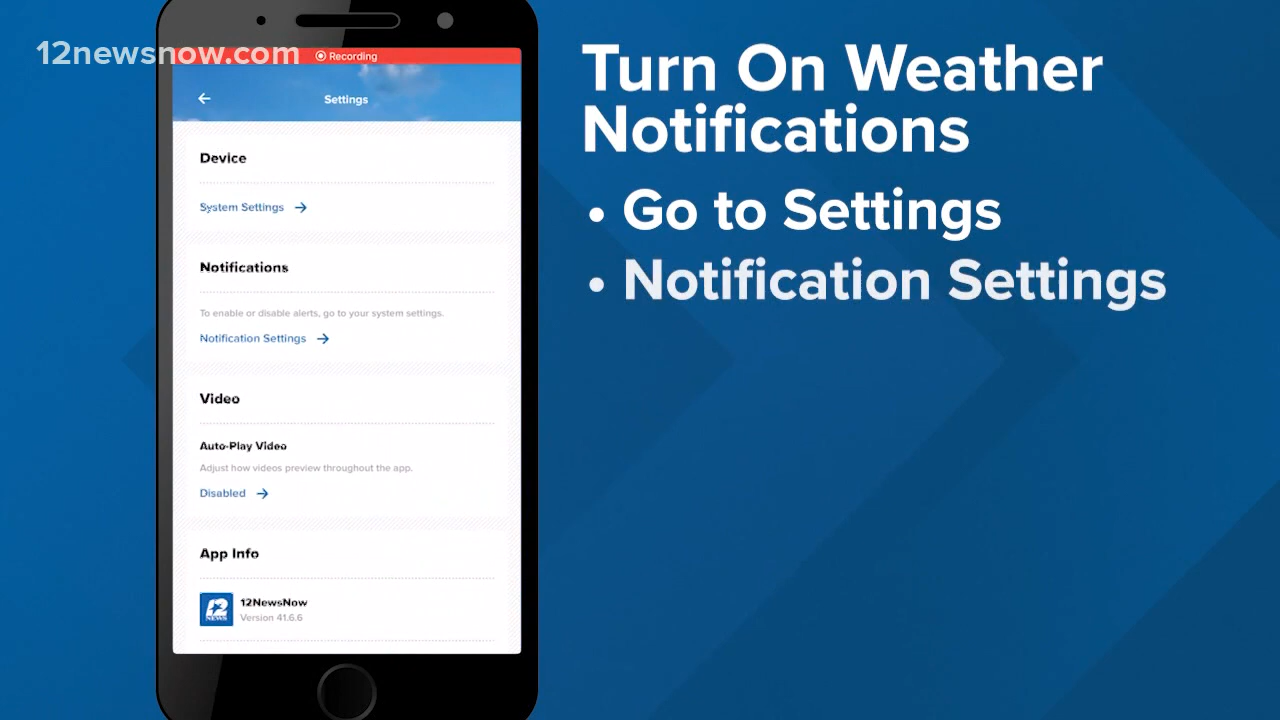 12newsnow.com
Recording
Settings
Device
System Settings →
Notifications
To enable or disable alerts, go to your system settings.
Notification Settings →
Video
Auto-Play Video
Adjust how videos preview throughout the app.
Disabled →
App Info
12
NEWS
12NewsNow
Version 41.6.6
Turn On Weather
Notifications
• Go to Settings
• Notification Settings